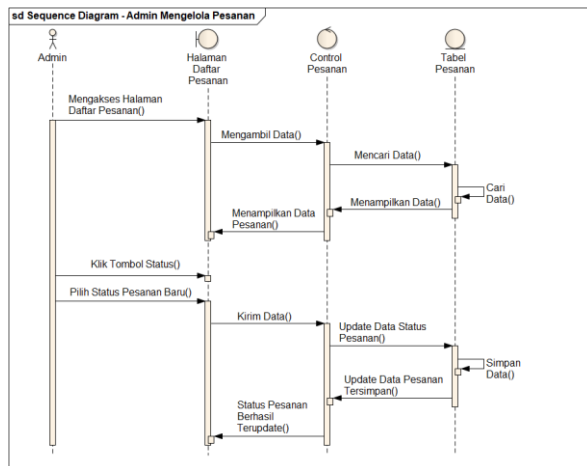 sd Sequence Diagram - Admin Mengelola Pesanan
Admin
Halaman
Daftar
Pesanan
Control
Pesanan
Tabel
Pesanan
Mengakses Halaman
Daftar Pesanan()
Mengambil Data()
Mencari Data()
Cari
Data()
Menampilkan Data()
Menampilkan Data
Pesanan()
Klik Tombol Status()
Pilih Status Pesanan Baru()
Kirim Data()
Update Data Status
Pesanan()
Simpan
Data()
Update Data Pesanan
Tersimpan()
Status Pesanan
Berhasil
Terupdate()